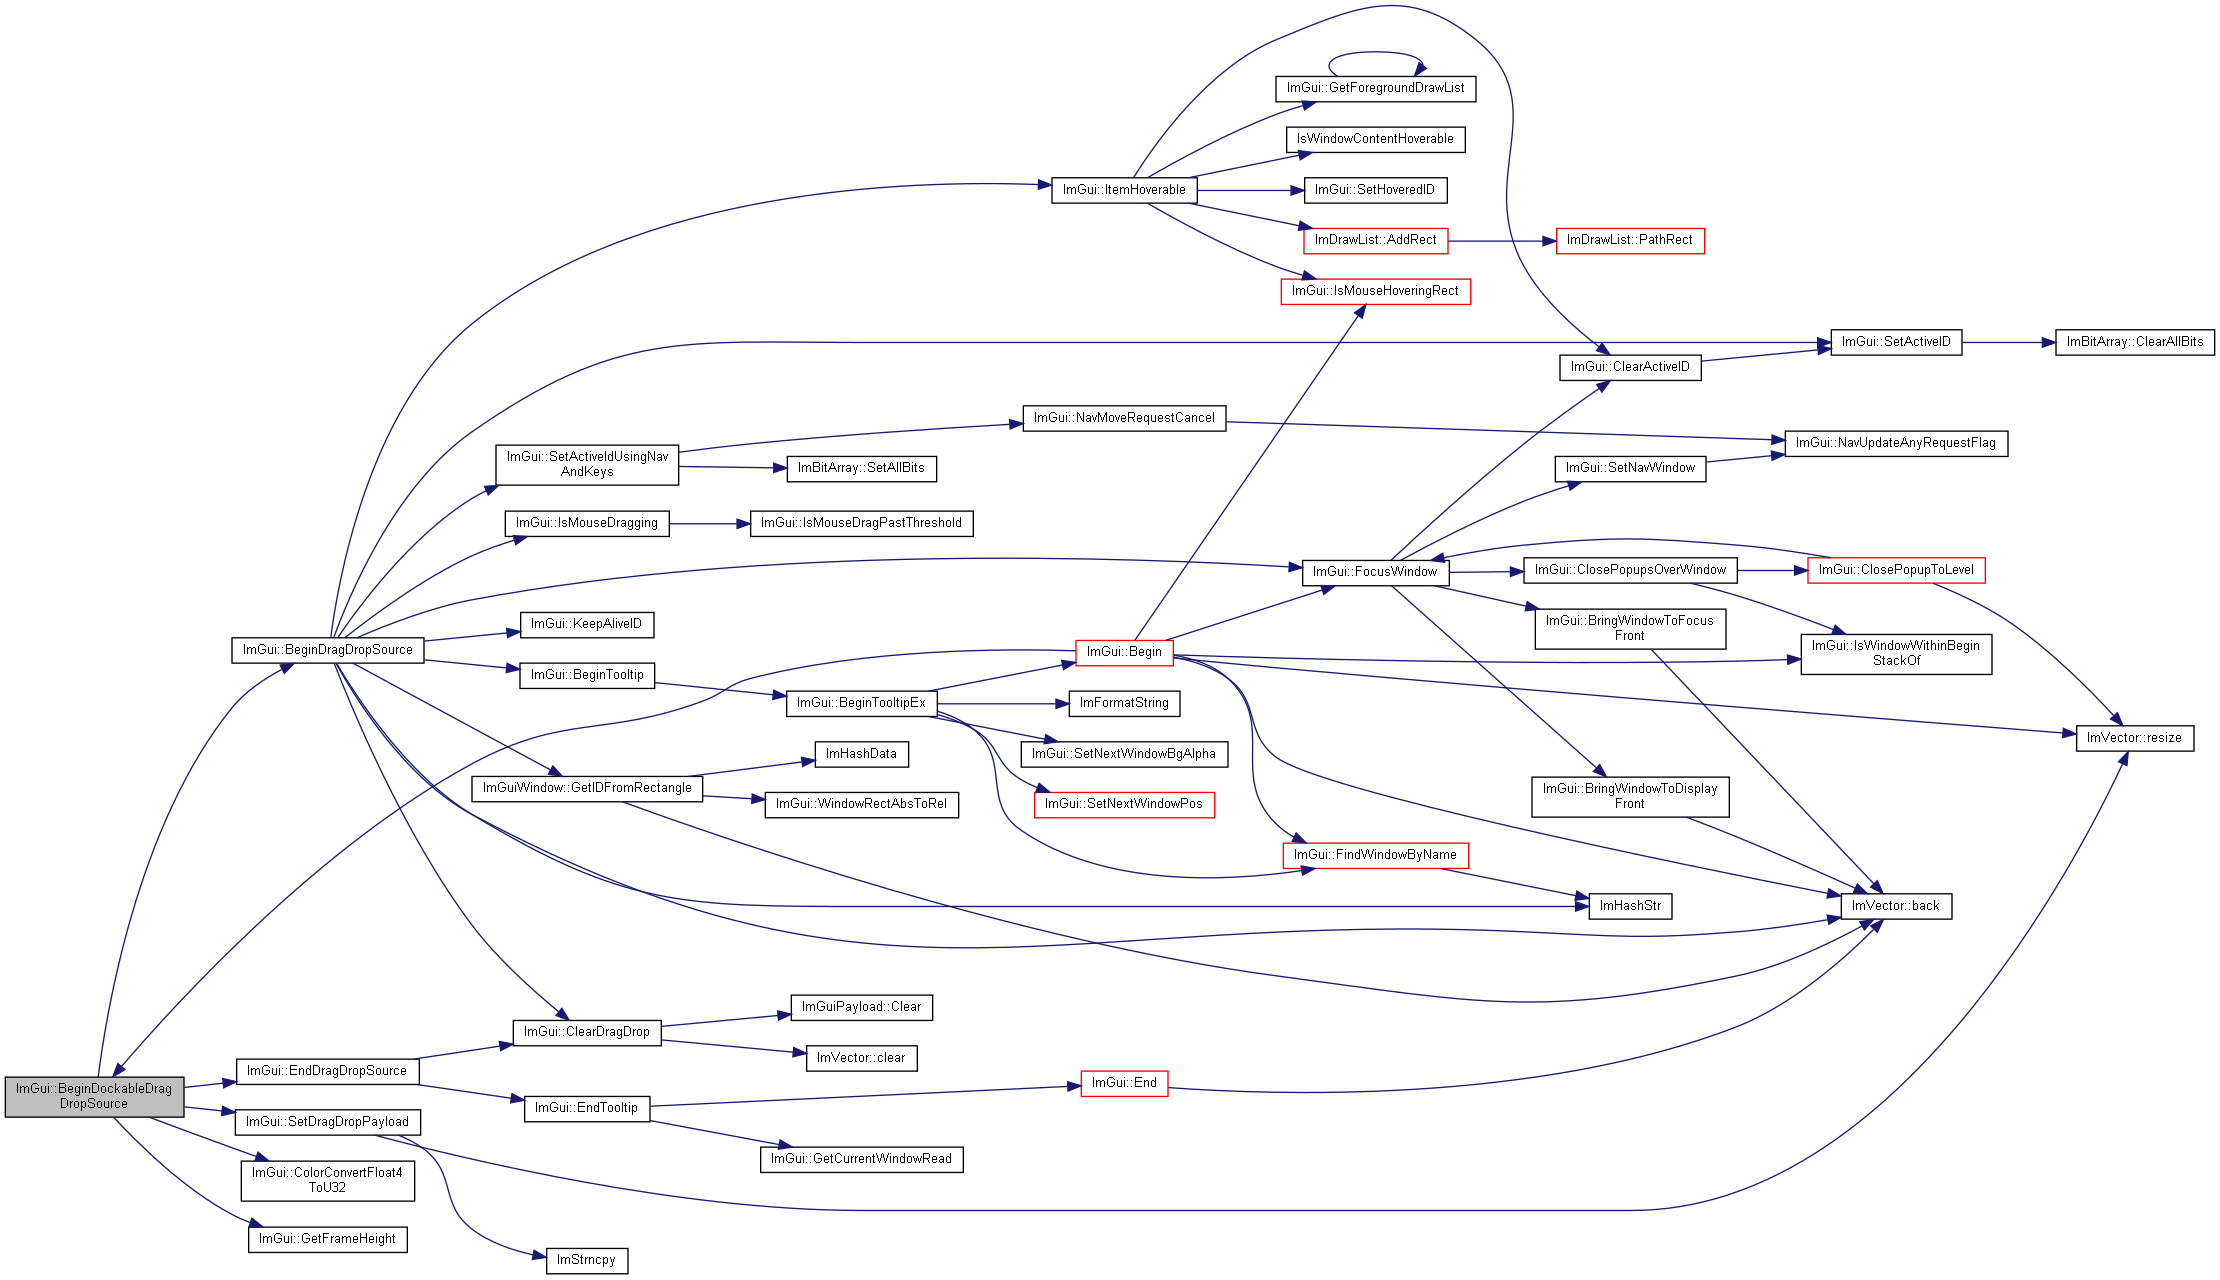 ImGui::GetForegroundDrawList
IsWindowContentHoverable
ImGui::ItemHoverable
ImGui::SetHoveredID
ImDrawList::AddRect
ImDrawList::PathRect
ImGui::IsMouseHoveringRect
ImGui::SetActiveID
ImBitArray::ClearAllBits
ImGui::ClearActiveID
ImGui::NavMoveRequestCancel
ImGui::NavUpdateAnyRequestFlag
ImGui::SetActiveIdUsingNav
AndKeys
ImBitArray::SetAllBits
ImGui::SetNavWindow
ImGui::IsMouseDragging
ImGui::IsMouseDragPastThreshold
ImGui::FocusWindow
ImGui::ClosePopupsOverWindow
ImGui::ClosePopupToLevel
ImGui::KeepAliveID
ImGui::BringWindowToFocus
Front
ImGui::BeginDragDropSource
ImGui::Begin
ImGui::IsWindowWithinBegin
StackOf
ImGui::BeginTooltip
ImGui::BeginTooltipEx
ImFormatString
ImVector::resize
ImHashData
ImGui::SetNextWindowBgAlpha
ImGuiWindow::GetIDFromRectangle
ImGui::WindowRectAbsToRel
ImGui::SetNextWindowPos
ImGui::BringWindowToDisplay
Front
ImGui::FindWindowByName
ImHashStr
ImVector::back
ImGuiPayload::Clear
ImGui::ClearDragDrop
ImVector::clear
ImGui::EndDragDropSource
ImGui::End
ImGui::BeginDockableDrag
DropSource
ImGui::EndTooltip
ImGui::SetDragDropPayload
ImGui::GetCurrentWindowRead
ImGui::ColorConvertFloat4
ToU32
ImGui::GetFrameHeight
ImStrncpy